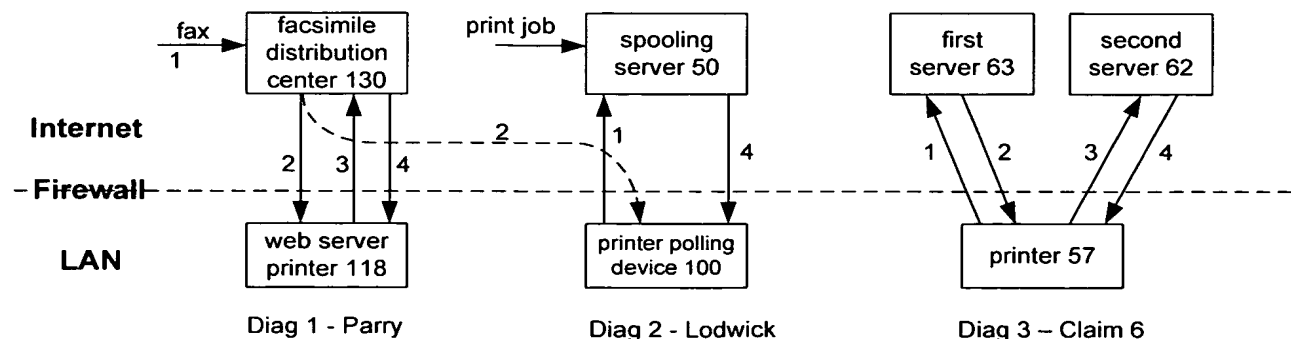 fax
1
facsimile
distribution
center 130
print job
spooling
server 50
first
server 63
second
server 62
Internet
2
3
4
2
1
4
1
2
3
4
Firewall
LAN
web server
printer 118
printer polling
device 100
printer 57
Diag 1 - Parry
Diag 2 - Lodwick
Diag 3 – Claim 6